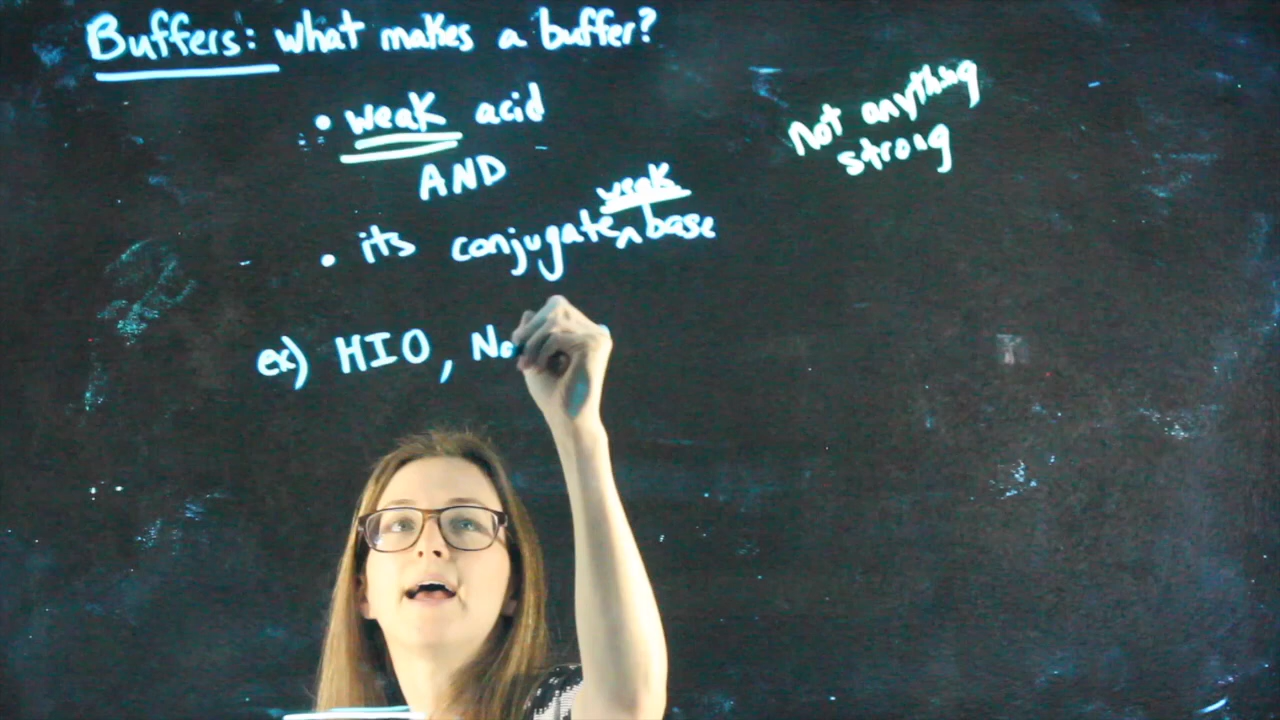 Buffers: what makes a buffer?
• weak acid
not anything
strong
AND
weak
• its conjugate ^ base
ex) HIO, Na